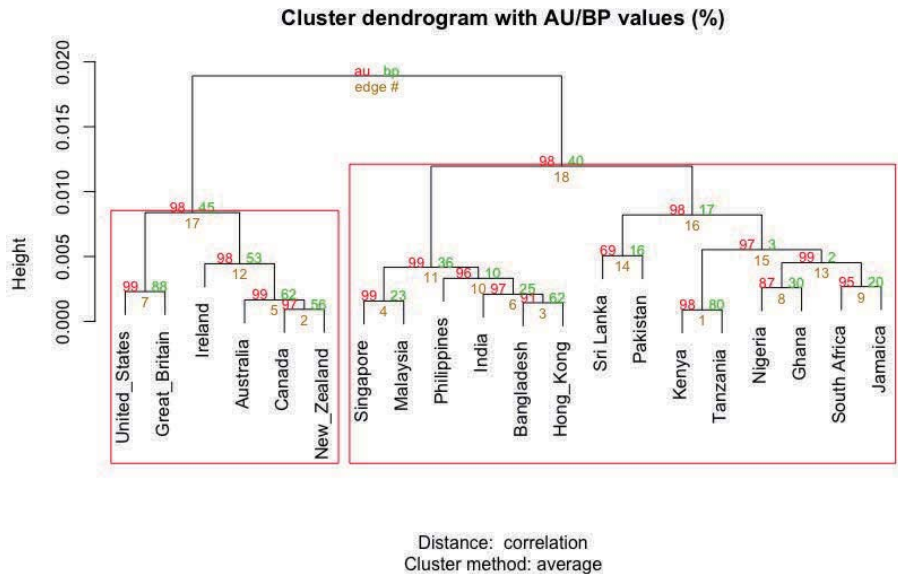 Cluster dendrogram with AU/BP values (%)
au bp
edge #
Height
0.020
0.015
0.010
0.005
0.000
98 40
18
98 45
17
98 17
16
97 3
15
69 16
14
99 2
13
98 53
12
99 36
11
96 10
10
95 20
9
87 30
8
99 88
7
97 25
6
99 62
5
99 23
4
91 62
3
97 56
2
98 80
1
United_States
Great_Britain
Ireland
Australia
Canada
New_Zealand
Singapore
Malaysia
Philippines
India
Bangladesh
Hong_Kong
Sri Lanka
Pakistan
Kenya
Tanzania
Nigeria
Ghana
South Africa
Jamaica
Distance: correlation
Cluster method: average